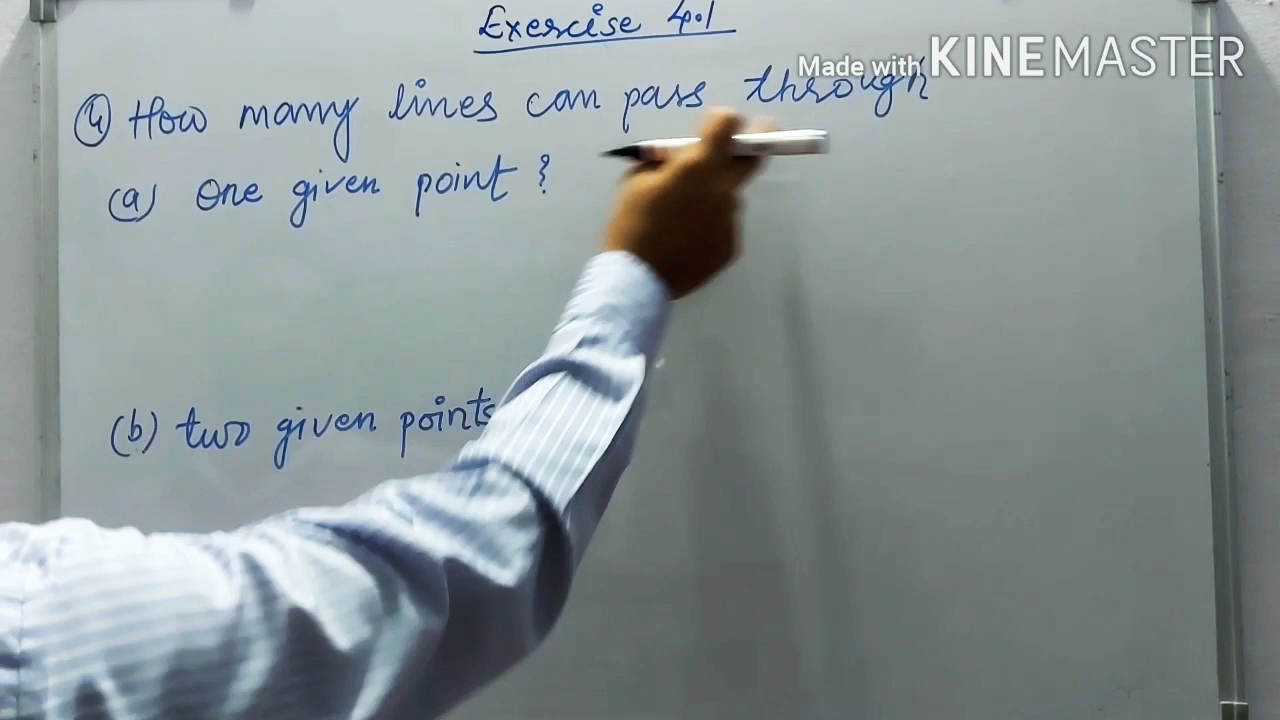 Exercise 4.1
Made with KINEMASTER
(4) How many lines can pass through
(a) One given point ?
(b) two given points